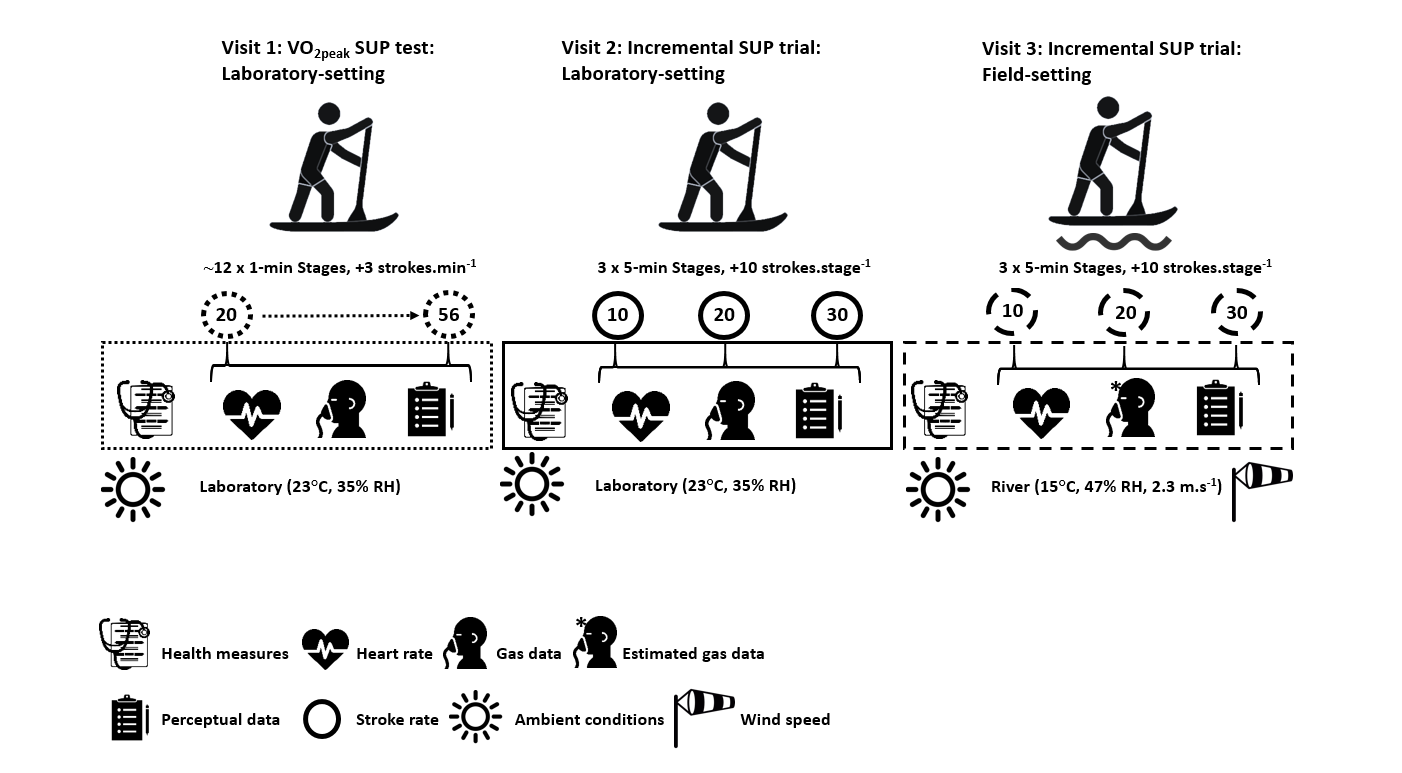 Visit 1: VO2peak SUP test:
Laboratory-setting
Visit 2: Incremental SUP trial:
Laboratory-setting
Visit 3: Incremental SUP trial:
Field-setting
~12 x 1-min Stages, +3 strokes.min-1
3 x 5-min Stages, +10 strokes.stage-1
3 x 5-min Stages, +10 strokes.stage-1
20 56
10 20 30
10 20 30
*
Laboratory (23°C, 35% RH)
Laboratory (23°C, 35% RH)
River (15°C, 47% RH, 2.3 m.s-1)
Health measures
Heart rate
Gas data
* Estimated gas data
Perceptual data
Stroke rate
Ambient conditions
Wind speed